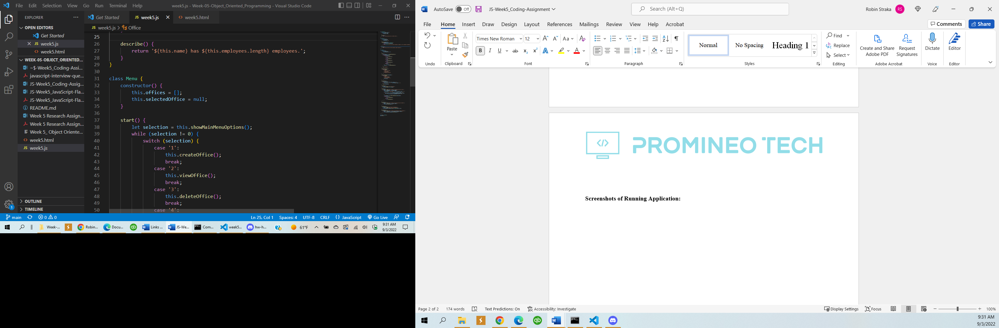 File Edit Selection View Go Run Terminal Help
week5.js - Week-05-Object_Oriented_Programming - Visual Studio Code
EXPLORER
OPEN EDITORS
Get Started
week5.js
week5.html
WEEK-05-OBJECT_ORIENTED...
~$-Week5_Coding-Assi...
javascript-interview-que...
JS-Week5_Coding-Assig...
JS-Week5_JavaScript-Fla...
JS-Week5_JavaScript-Fla...
README.md
Week 5 Research Assign...
Week 5 Research Assign...
Week 5_ Object Oriente...
week5.html
JS week5.js
OUTLINE
TIMELINE
Get Started JS week5.js week5.html
JS week5.js > Office
25
26 describe() {
27 return '${this.name} has ${this.employees.length} employees.';
28 }
29 }
30
31 class Menu {
32 constructor() {
33 this.offices = [];
34 this.selectedOffice = null;
35 }
36
37 start() {
38 let selection = this.showMainMenuOptions();
39 while (selection != 0) {
40 switch (selection) {
41 case '1':
42 this.createOffice();
43 break;
44 case '2':
45 this.viewOffice();
46 break;
47 case '3':
48 this.deleteOffice();
49 break;
50 case '4':
main 0 0 Ln 25, Col 1 Spaces: 4 UTF-8 CRLF {} JavaScript Go Live
Week-... Robin... Docu... Links ... JS-We... Com... week5... hw-h... 61°F 9:31 AM
9/3/2022
AutoSave Off JS-Week5_Coding-Assignment Search (Alt+Q) Robin Straka RS
File Home Insert Draw Design Layout References Mailings Review View Help Acrobat Comments Share
Undo
Paste
Clipboard
Times New Roman 12
Font
Paragraph
Normal No Spacing Heading 1
Styles
Find
Replace
Select
Editing
Create and Share Adobe PDF
Request Signatures
Adobe Acrobat
Dictate
Voice
Editor
Editor
</> PROMINEO TECH
Screenshots of Running Application:
Page 2 of 2 174 words Text Predictions: On Accessibility: Investigate Display Settings Focus 100%
9:31 AM
9/3/2022